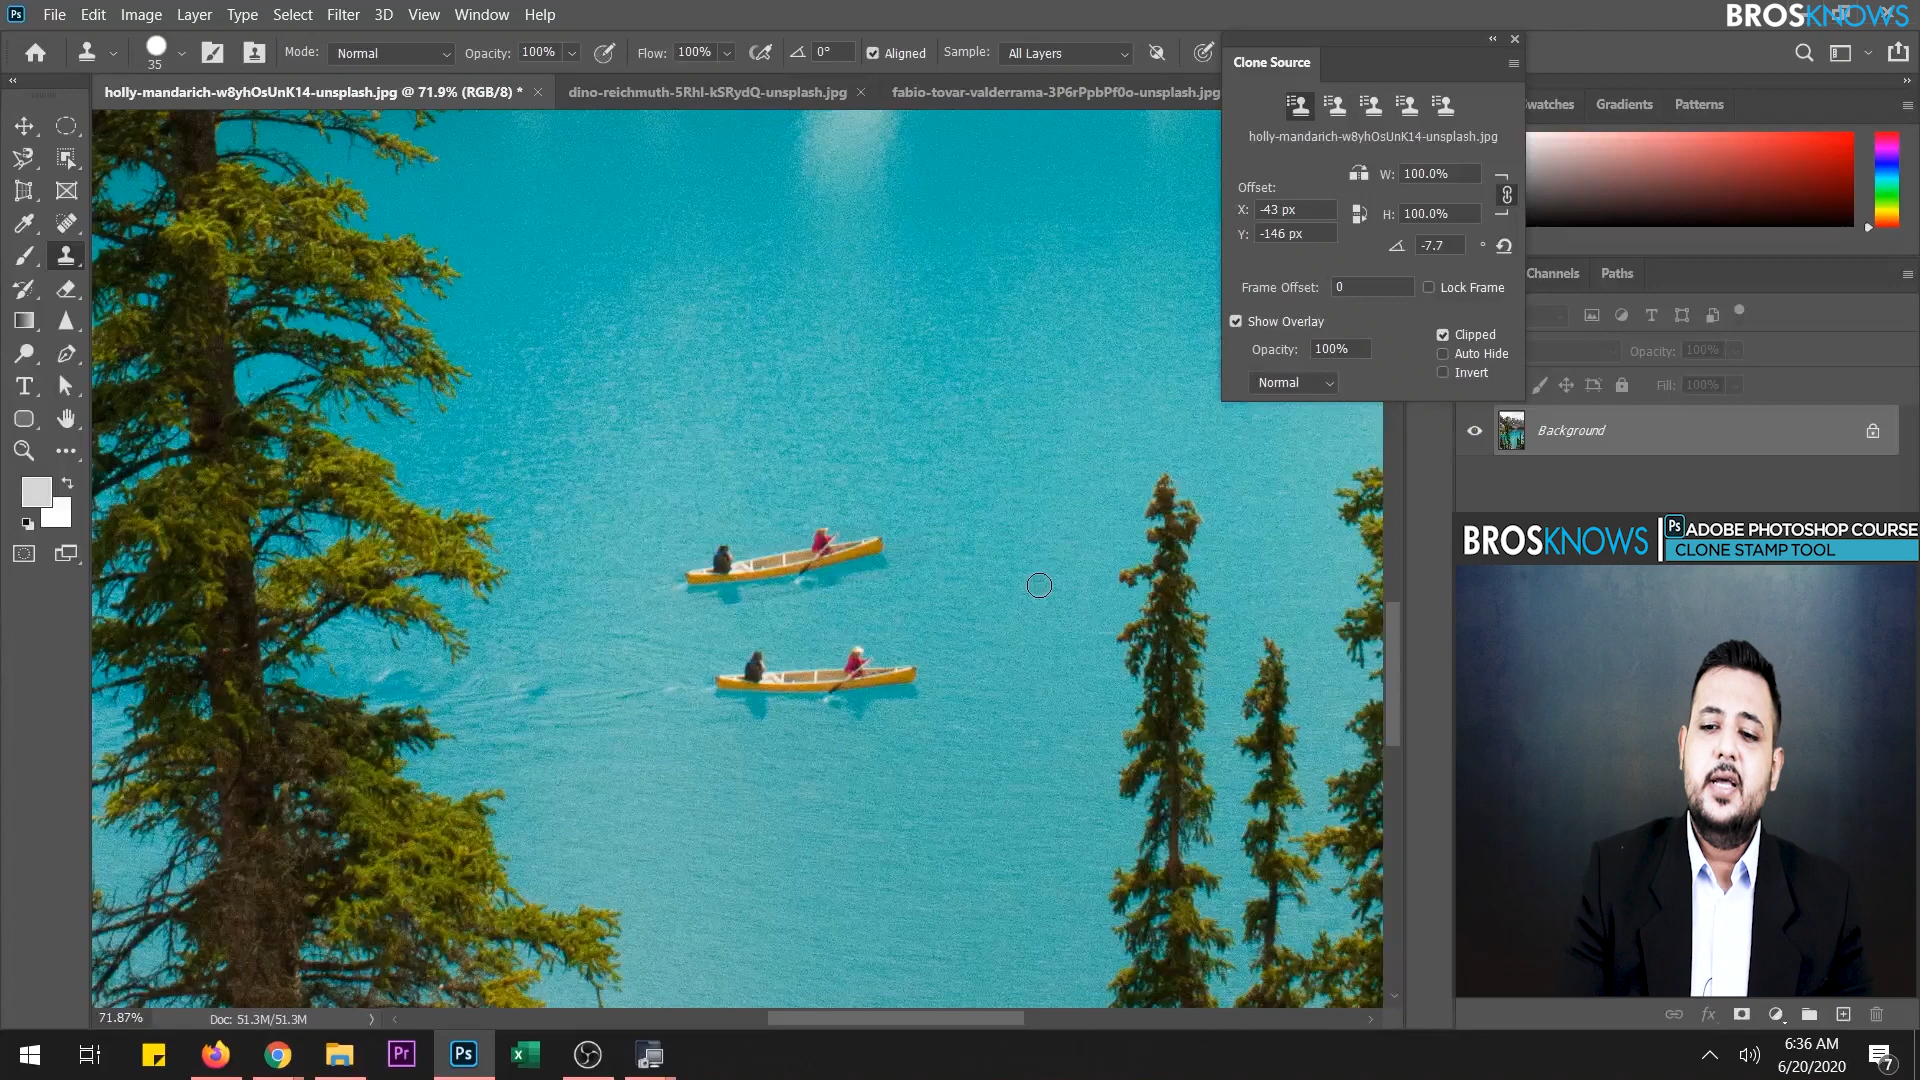 Ps File Edit Image Layer Type Select Filter 3D View Window Help
BROSKNOWS
35 Mode: Normal Opacity: 100% Flow: 100% 0° Aligned Sample: All Layers
holly-mandarich-w8yhOsUnK14-unsplash.jpg @ 71.9% (RGB/8) *
dino-reichmuth-5Rhl-kSRydQ-unsplash.jpg
fabio-tovar-valderrama-3P6rPpbPf0o-unsplash.jpg
Clone Source
holly-mandarich-w8yhOsUnK14-unsplash.jpg
W: 100.0%
Offset:
X: -43 px
H: 100.0%
Y: -146 px
-7.7 °
Frame Offset: 0 Lock Frame
Show Overlay
Clipped
Opacity: 100%
Auto Hide
Invert
Normal
watches Gradients Patterns
Channels Paths
Opacity: 100%
Fill: 100%
Background
BROSKNOWS
Ps ADOBE PHOTOSHOP COURSE
CLONE STAMP TOOL
71.87% Doc: 51.3M/51.3M
Pr Ps X
6:36 AM
6/20/2020
7